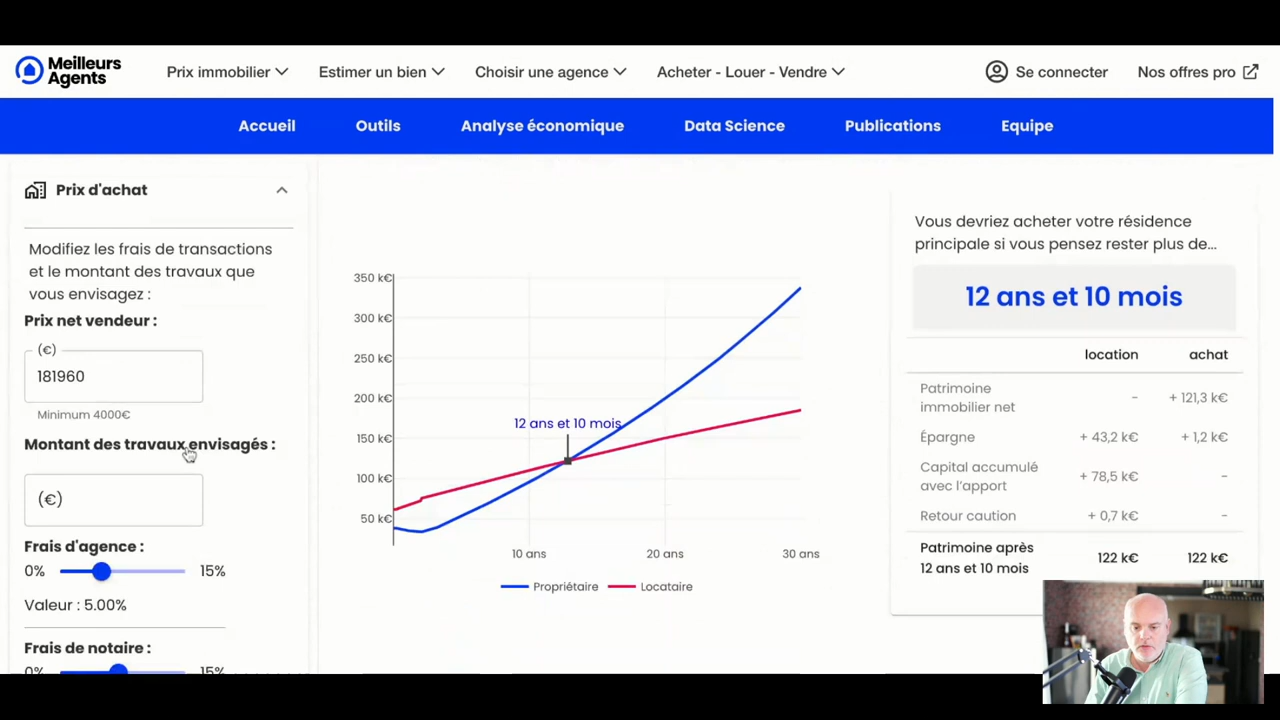 Meilleurs
Agents
Prix immobilier
Estimer un bien
Choisir une agence
Acheter - Louer - Vendre
Se connecter
Nos offres pro
Accueil
Outils
Analyse économique
Data Science
Publications
Equipe
Prix d'achat
Modifiez les frais de transactions
et le montant des travaux que
vous envisagez :
Prix net vendeur :
(€)
181960
Minimum 4000€
Montant des travaux envisagés :
(€)
Frais d'agence :
0% 15%
Valeur : 5.00%
Frais de notaire :
0% 15%
350 k€
300 k€
250 k€
200 k€
150 k€
100 k€
50 k€
12 ans et 10 mois
10 ans 20 ans 30 ans
Propriétaire Locataire
Vous devriez acheter votre résidence
principale si vous pensez rester plus de...
12 ans et 10 mois
location achat
Patrimoine
immobilier net - + 121,3 k€
Épargne + 43,2 k€ + 1,2 k€
Capital accumulé
avec l'apport + 78,5 k€ -
Retour caution + 0,7 k€ -
Patrimoine après
12 ans et 10 mois 122 k€ 122 k€